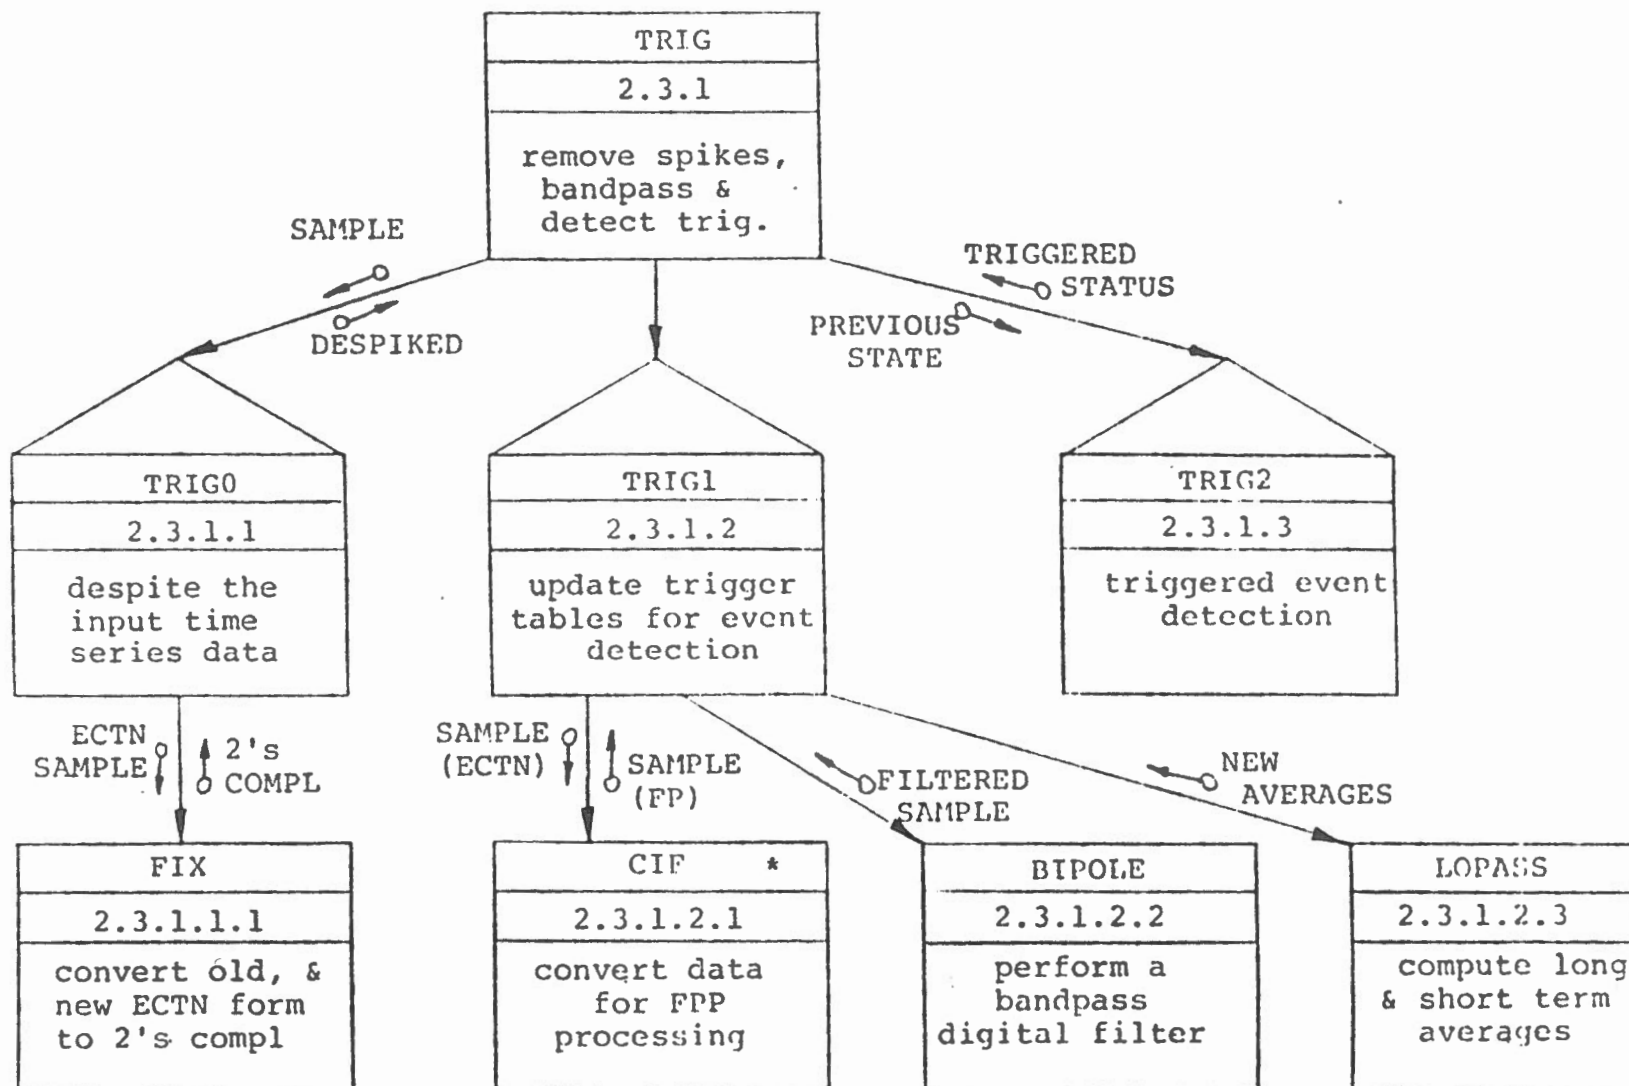 TRIG
2.3.1
remove spikes,
bandpass &
detect trig.
SAMPLE
DESPIKED
TRIGGERED
STATUS
PREVIOUS
STATE
TRIG0
2.3.1.1
despite the
input time
series data
TRIG1
2.3.1.2
update trigger
tables for event
detection
TRIG2
2.3.1.3
triggered event
detection
ECTN
SAMPLE
2's
COMPL
SAMPLE
(ECTN)
SAMPLE
(FP)
FILTERED
SAMPLE
NEW
AVERAGES
FIX
2.3.1.1.1
convert old, &
new ECTN form
to 2's compl
CIF *
2.3.1.2.1
convert data
for FPP
processing
BIPOLE
2.3.1.2.2
perform a
bandpass
digital filter
LOPASS
2.3.1.2.3
compute long
& short term
averages